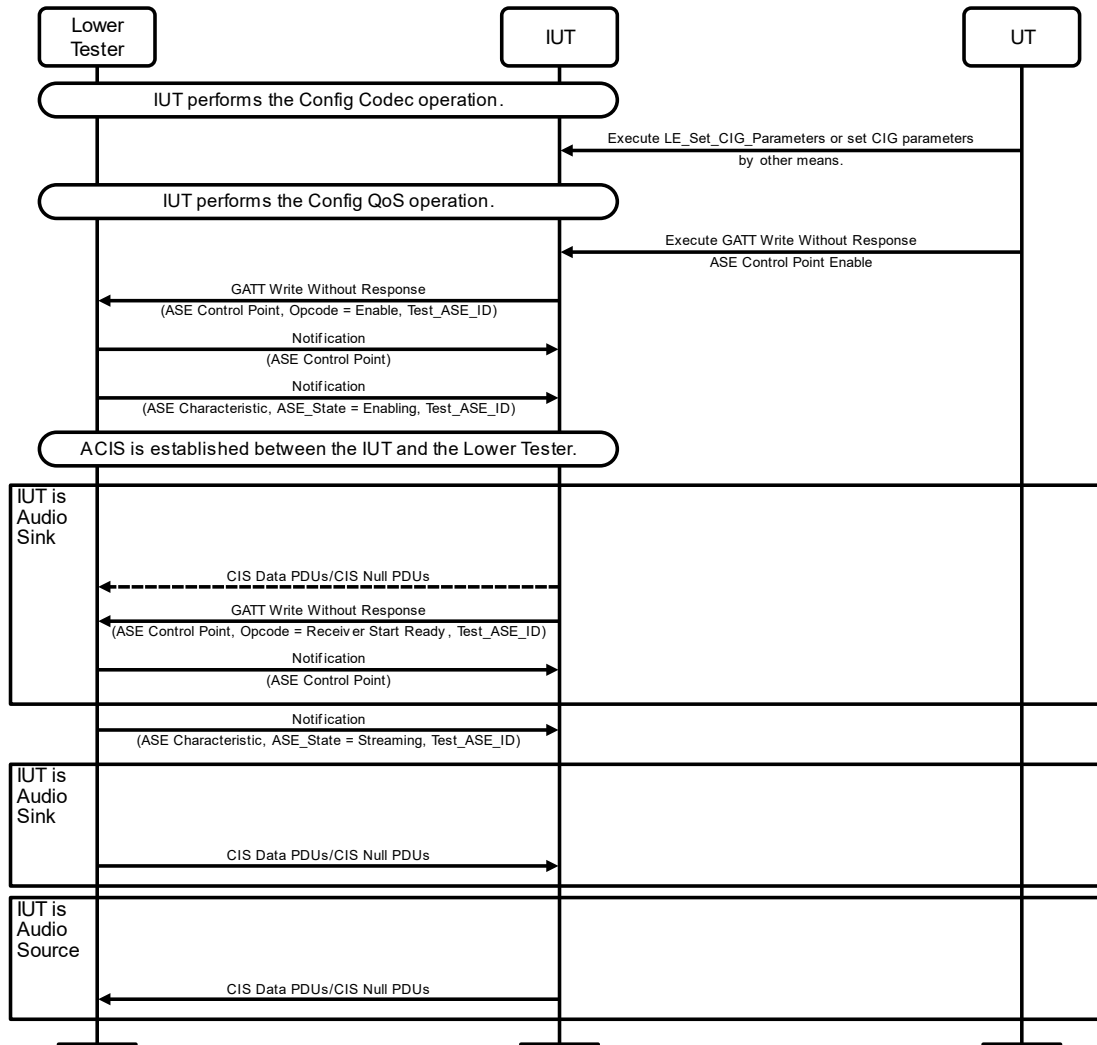 Lower
Tester
IUT
UT
IUT performs the Config Codec operation.
Execute LE_Set_CIG_Parameters or set CIG parameters
by other means.
IUT performs the Config QoS operation.
Execute GATT Write Without Response
ASE Control Point Enable
GATT Write Without Response
(ASE Control Point, Opcode = Enable, Test_ASE_ID)
Notification
(ASE Control Point)
Notification
(ASE Characteristic, ASE_State = Enabling, Test_ASE_ID)
ACIS is established between the IUT and the Lower Tester.
IUT is
Audio
Sink
CIS Data PDUs/CIS Null PDUs
GATT Write Without Response
(ASE Control Point, Opcode = Receiver Start Ready, Test_ASE_ID)
Notification
(ASE Control Point)
Notification
(ASE Characteristic, ASE_State = Streaming, Test_ASE_ID)
IUT is
Audio
Sink
CIS Data PDUs/CIS Null PDUs
IUT is
Audio
Source
CIS Data PDUs/CIS Null PDUs